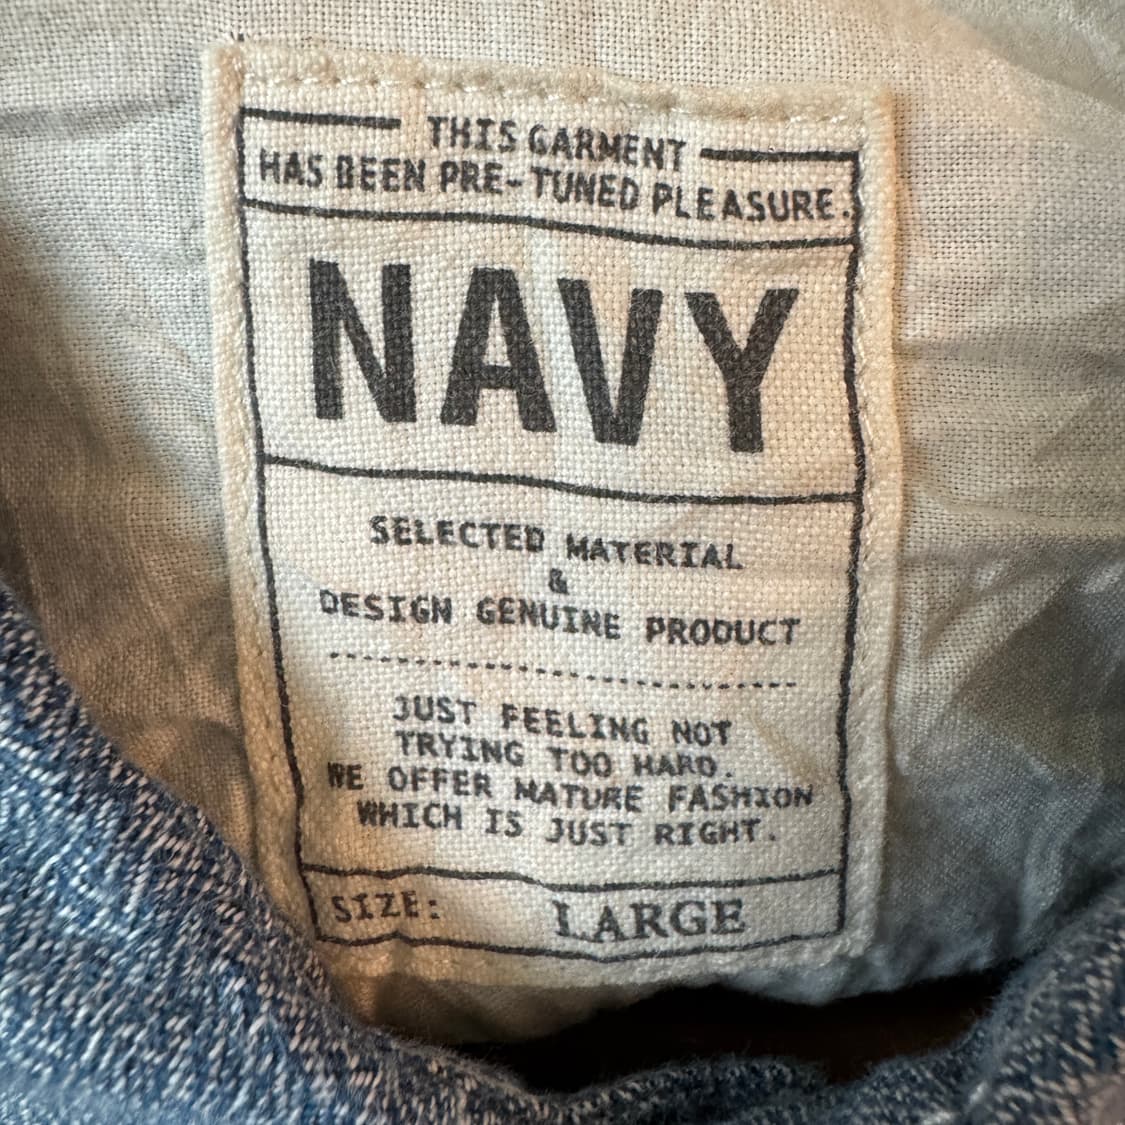 THIS GARMENT
HAS BEEN PRE-TUNED PLEASURE.
NAVY
SELECTED MATERIAL
&
DESIGN GENUINE PRODUCT
JUST FEELING NOT
TRYING TOO HARD.
WE OFFER MATURE FASHION
WHICH IS JUST RIGHT.
SIZE: LARGE